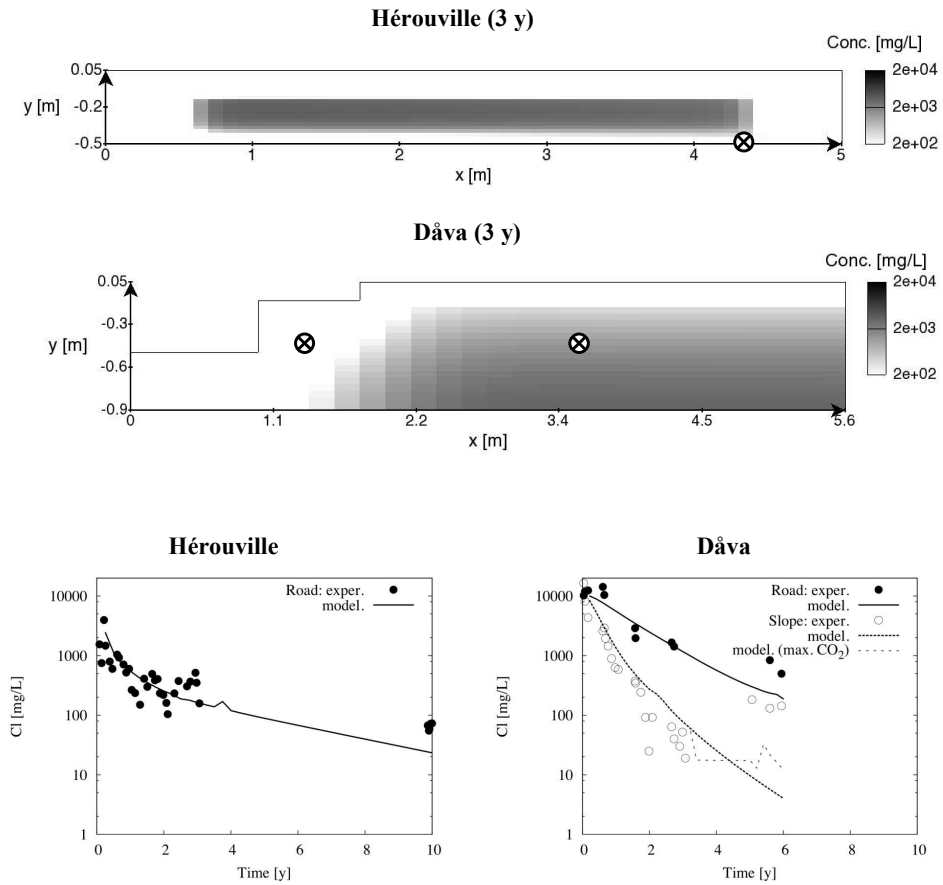 Hérouville (3 y)
Conc. [mg/L]
0.05
y [m]
-0.2
-0.5
0 1 2 3 4 5
x [m]
2e+04
2e+03
2e+02
Dåva (3 y)
Conc. [mg/L]
0.05
-0.3
y [m]
-0.6
-0.9
0 1.1 2.2 3.4 4.5 5.6
x [m]
2e+04
2e+03
2e+02
Hérouville
10000
1000
100
10
1
Cl [mg/L]
Road: exper.
model.
0 2 4 6 8 10
Time [y]
Dåva
10000
1000
100
10
1
Cl [mg/L]
Road: exper.
model.
Slope: exper.
model.
model. (max. CO2)
0 2 4 6 8 10
Time [y]